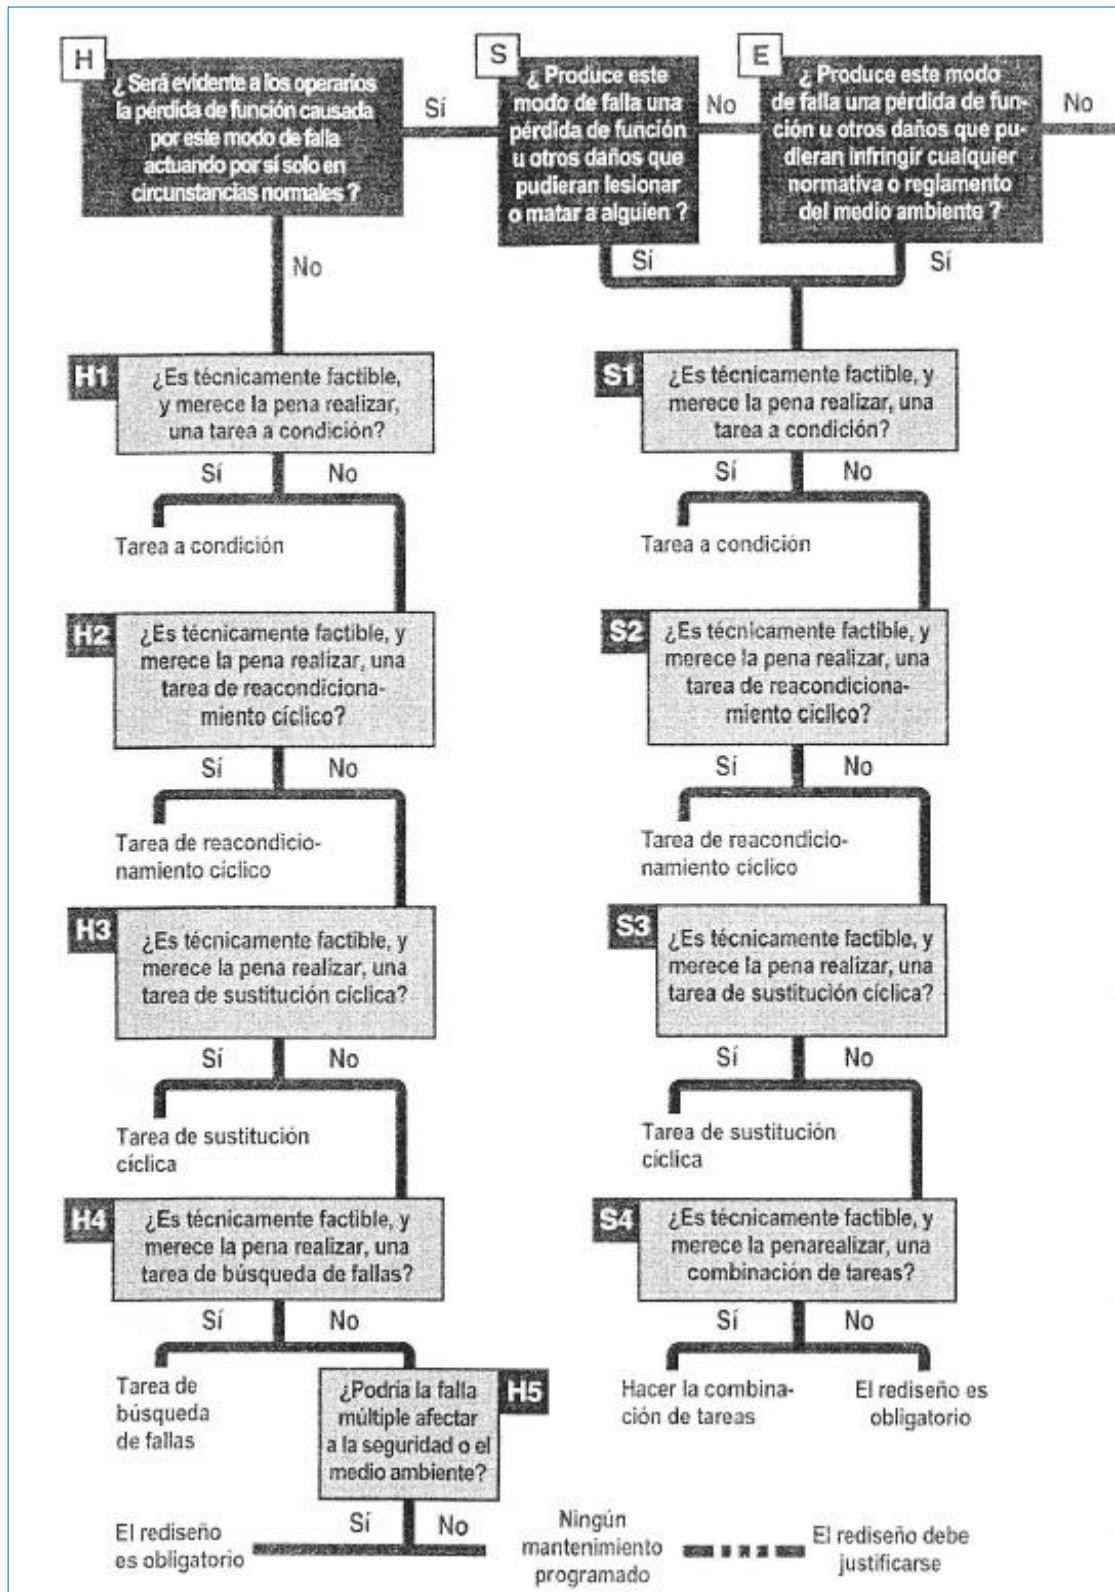 H
¿ Será evidente a los operarios
la pérdida de función causada
por este modo de falla
actuando por sí solo en
circunstancias normales ?
Sí
No
S
¿ Produce este
modo de falla una
pérdida de función
u otros daños que
pudieran lesionar
o matar a alguien ?
No
Sí
E
¿ Produce este modo
de falla una pérdida de fun-
ción u otros daños que pu-
dieran infringir cualquier
normativa o reglamento
del medio ambiente ?
No
Sí
H1
¿Es técnicamente factible,
y merece la pena realizar,
una tarea a condición?
Sí
No
Tarea a condición
H2
¿Es técnicamente factible, y
merece la pena realizar, una
tarea de reacondiciona-
miento cíclico?
Sí
No
Tarea de reacondicio-
namiento cíclico
H3
¿Es técnicamente factible, y
merece la pena realizar, una
tarea de sustitución cíclica?
Sí
No
Tarea de sustitución
cíclica
H4
¿Es técnicamente factible, y
merece la pena realizar, una
tarea de búsqueda de fallas?
Sí
No
Tarea de
búsqueda
de fallas
H5
¿Podría la falla
múltiple afectar
a la seguridad o el
medio ambiente?
Sí
No
El rediseño
es obligatorio
Ningún
mantenimiento
programado
El rediseño debe
justificarse
S1
¿Es técnicamente factible, y
merece la pena realizar, una
tarea a condición?
Sí
No
Tarea a condición
S2
¿Es técnicamente factible, y
merece la pena realizar, una
tarea de reacondiciona-
miento cíclico?
Sí
No
Tarea de reacondicio-
namiento cíclico
S3
¿Es técnicamente factible, y
merece la pena realizar, una
tarea de sustitución cíclica?
Sí
No
Tarea de sustitución
cíclica
S4
¿Es técnicamente factible, y
merece la penarealizar, una
combinación de tareas?
Sí
No
Hacer la combina-
ción de tareas
El rediseño es
obligatorio